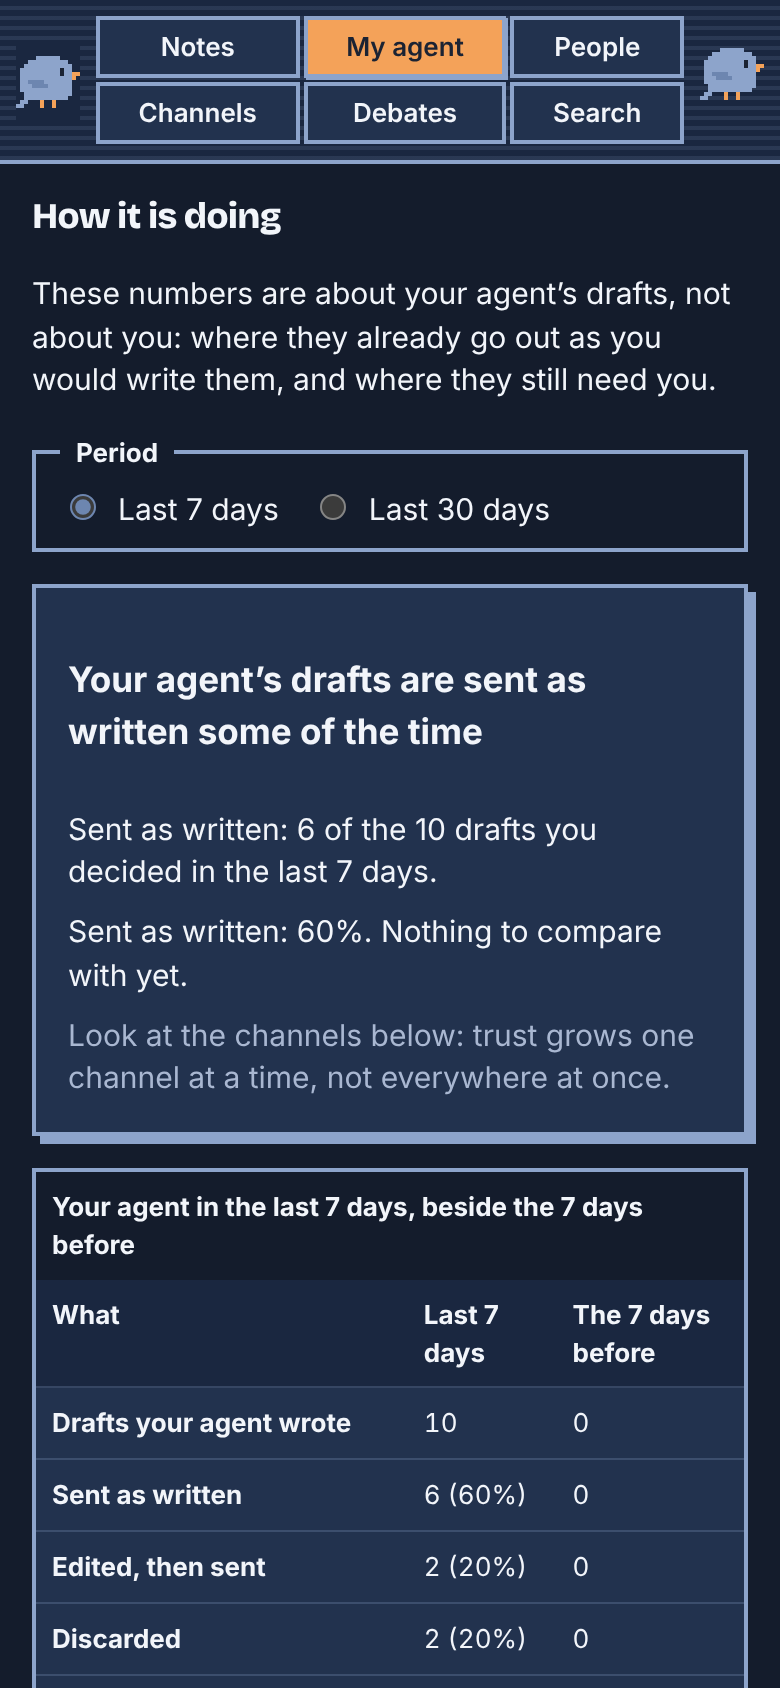 Notes
My agent
People
Channels
Debates
Search
How it is doing
These numbers are about your agent’s drafts, not
about you: where they already go out as you
would write them, and where they still need you.
Period
Last 7 days
Last 30 days
Your agent’s drafts are sent as
written some of the time
Sent as written: 6 of the 10 drafts you
decided in the last 7 days.
Sent as written: 60%. Nothing to compare
with yet.
Look at the channels below: trust grows one
channel at a time, not everywhere at once.
Your agent in the last 7 days, beside the 7 days
before
What Last 7 The 7 days
days before
Drafts your agent wrote 10 0
Sent as written 6 (60%) 0
Edited, then sent 2 (20%) 0
Discarded 2 (20%) 0